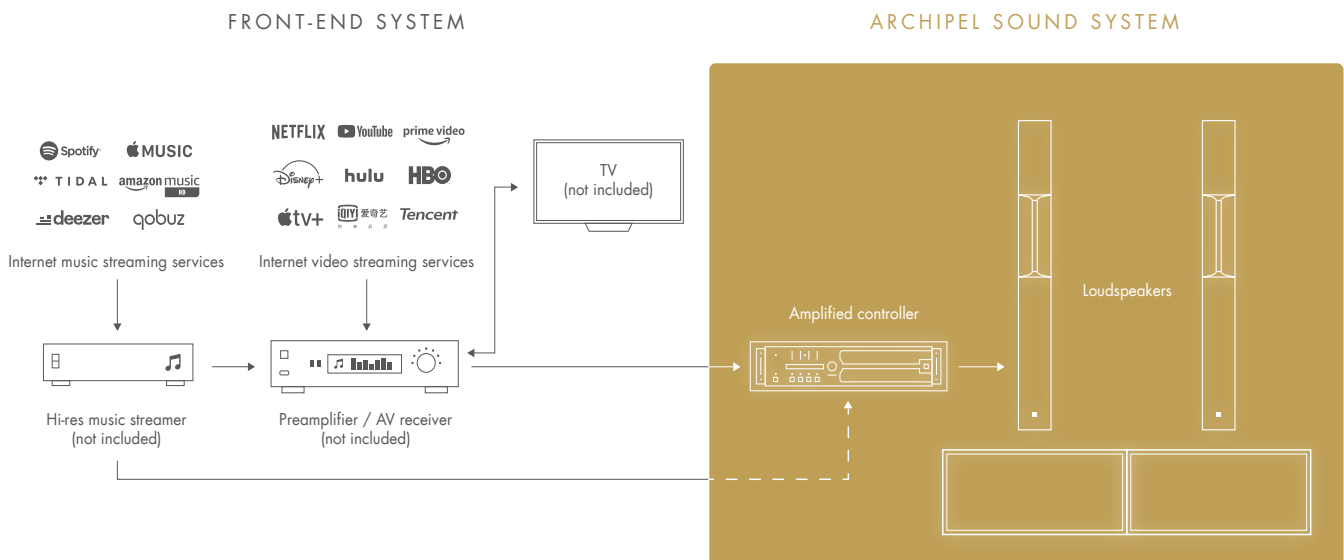 FRONT-END SYSTEM
ARCHIPEL SOUND SYSTEM
Spotify
MUSIC
TIDAL
amazon music
HD
deezer
qobuz
Internet music streaming services
NETFLIX
YouTube
prime video
Disney+
hulu
HBO
tv+
iQIY 爱奇艺
Tencent
Internet video streaming services
TV
(not included)
Hi-res music streamer
(not included)
Preamplifier / AV receiver
(not included)
Amplified controller
Loudspeakers